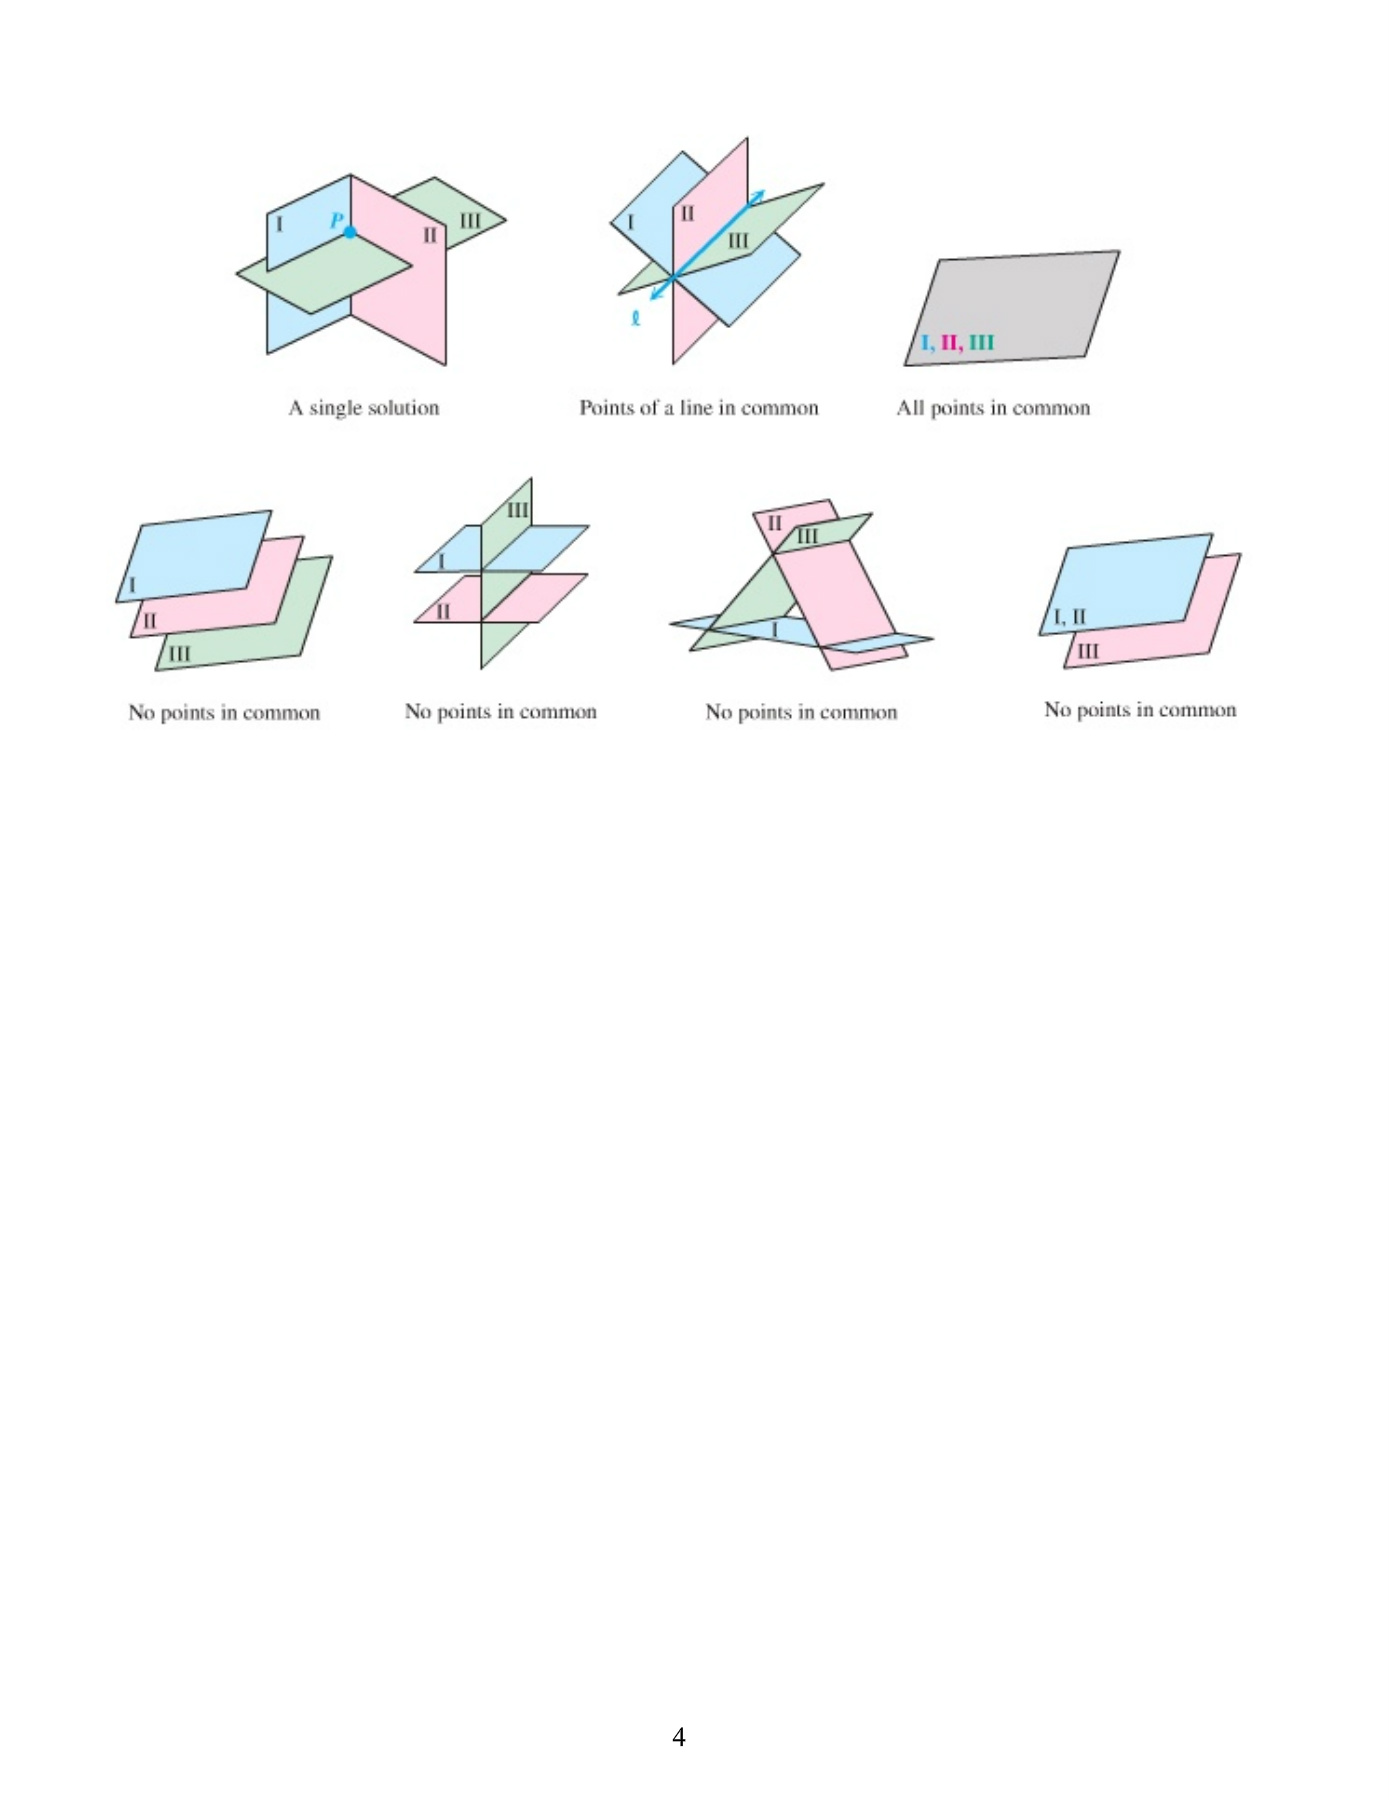 I P II III
I II III ℓ
I, II, III
A single solution
Points of a line in common
All points in common
I II III
III I II
II III I
I, II III
No points in common
No points in common
No points in common
No points in common
4